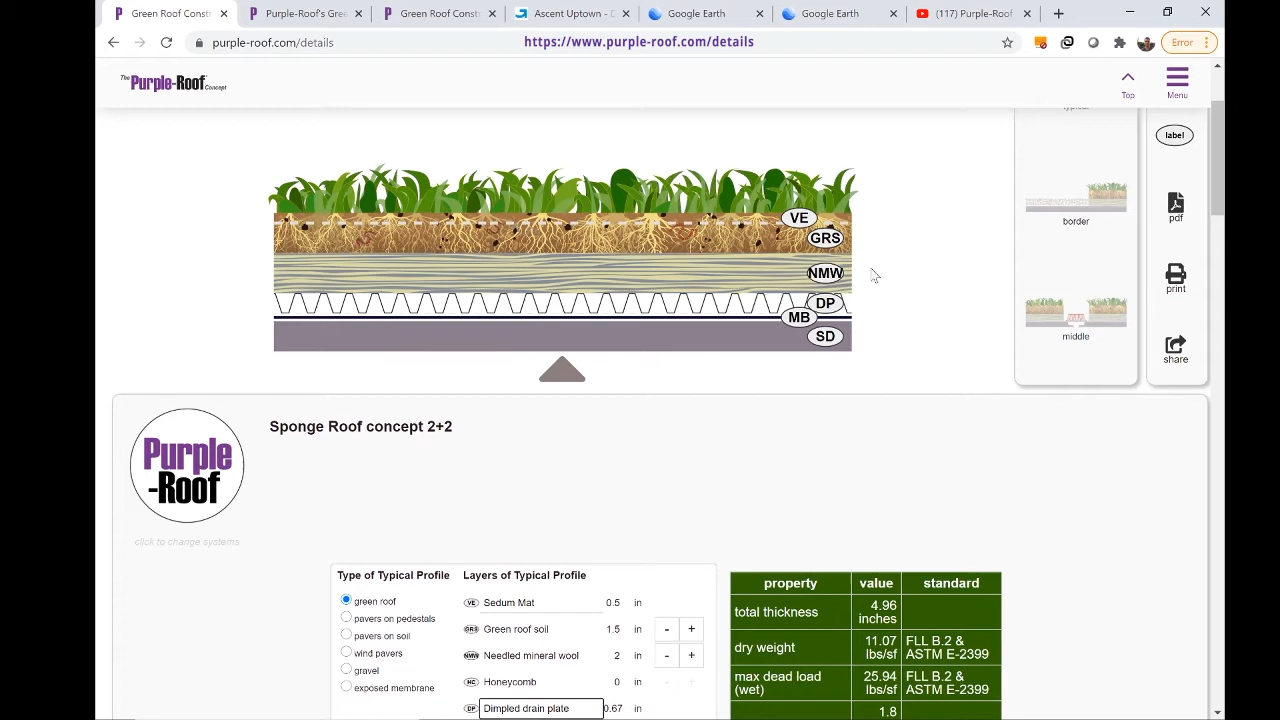 Green Roof Constr
Purple-Roof's Gree
Green Roof Constr
Ascent Uptown - D
Google Earth
Google Earth
(117) Purple-Roof
purple-roof.com/details
https://www.purple-roof.com/details
Error
The Purple-Roof Concept
Top
Menu
label
border
pdf
print
middle
share
VE
GRS
NMW
DP
MB
SD
Sponge Roof concept 2+2
Purple
-Roof
click to change systems
Type of Typical Profile
green roof
pavers on pedestals
pavers on soil
wind pavers
gravel
exposed membrane
Layers of Typical Profile
VE Sedum Mat 0.5 in
GRS Green roof soil 1.5 in - +
NMW Needled mineral wool 2 in - +
HC Honeycomb 0 in - +
DP Dimpled drain plate 0.67 in
property value standard
total thickness 4.96 inches
dry weight 11.07 lbs/sf FLL B.2 & ASTM E-2399
max dead load (wet) 25.94 lbs/sf FLL B.2 & ASTM E-2399
1.8